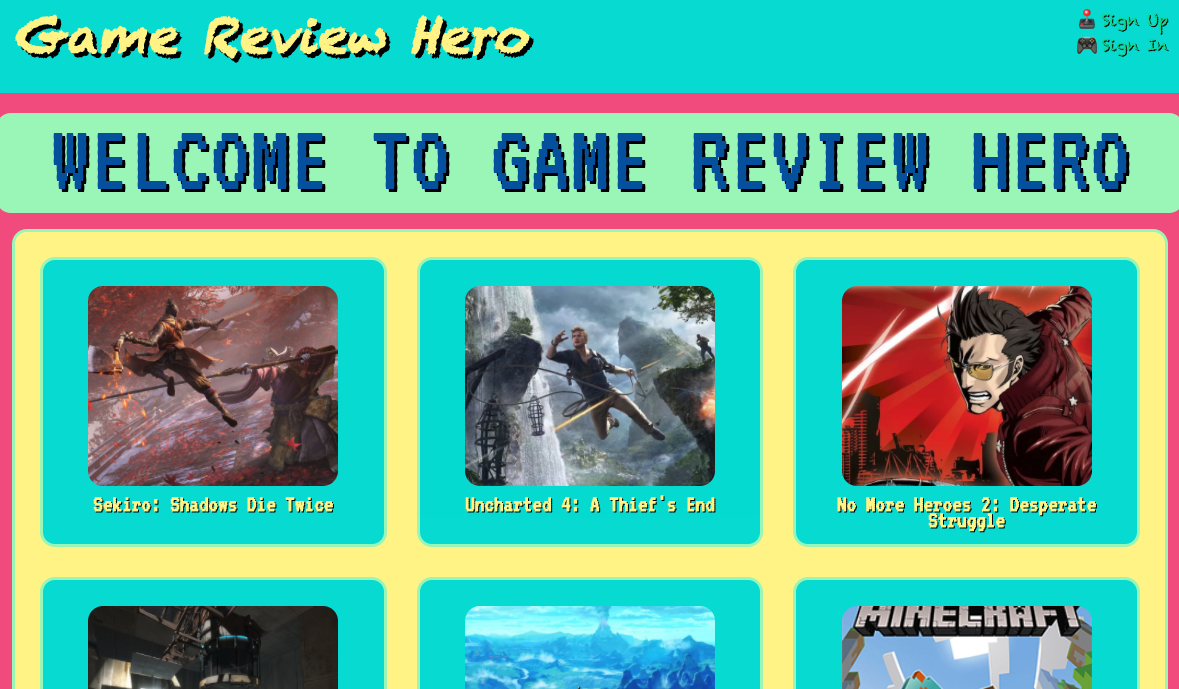 Game Review Hero
Sign Up
Sign In
WELCOME TO GAME REVIEW HERO
Sekiro: Shadows Die Twice
Uncharted 4: A Thief's End
No More Heroes 2: Desperate
Struggle
MINECRAFT